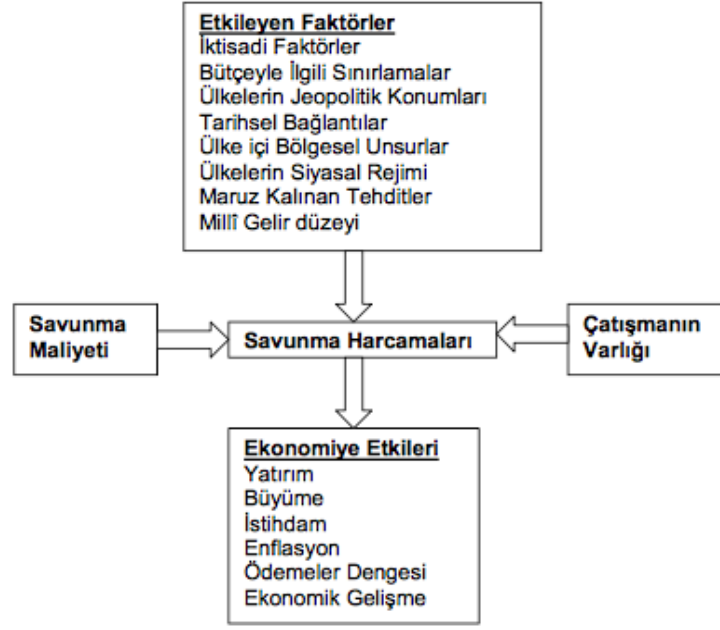 Etkileyen Faktörler
İktisadi Faktörler
Bütçeyle İlgili Sınırlamalar
Ülkelerin Jeopolitik Konumları
Tarihsel Bağlantılar
Ülke içi Bölgesel Unsurlar
Ülkelerin Siyasal Rejimi
Maruz Kalınan Tehditler
Millî Gelir düzeyi
Savunma
Maliyeti
Savunma Harcamaları
Çatışmanın
Varlığı
Ekonomiye Etkileri
Yatırım
Büyüme
İstihdam
Enflasyon
Ödemeler Dengesi
Ekonomik Gelişme